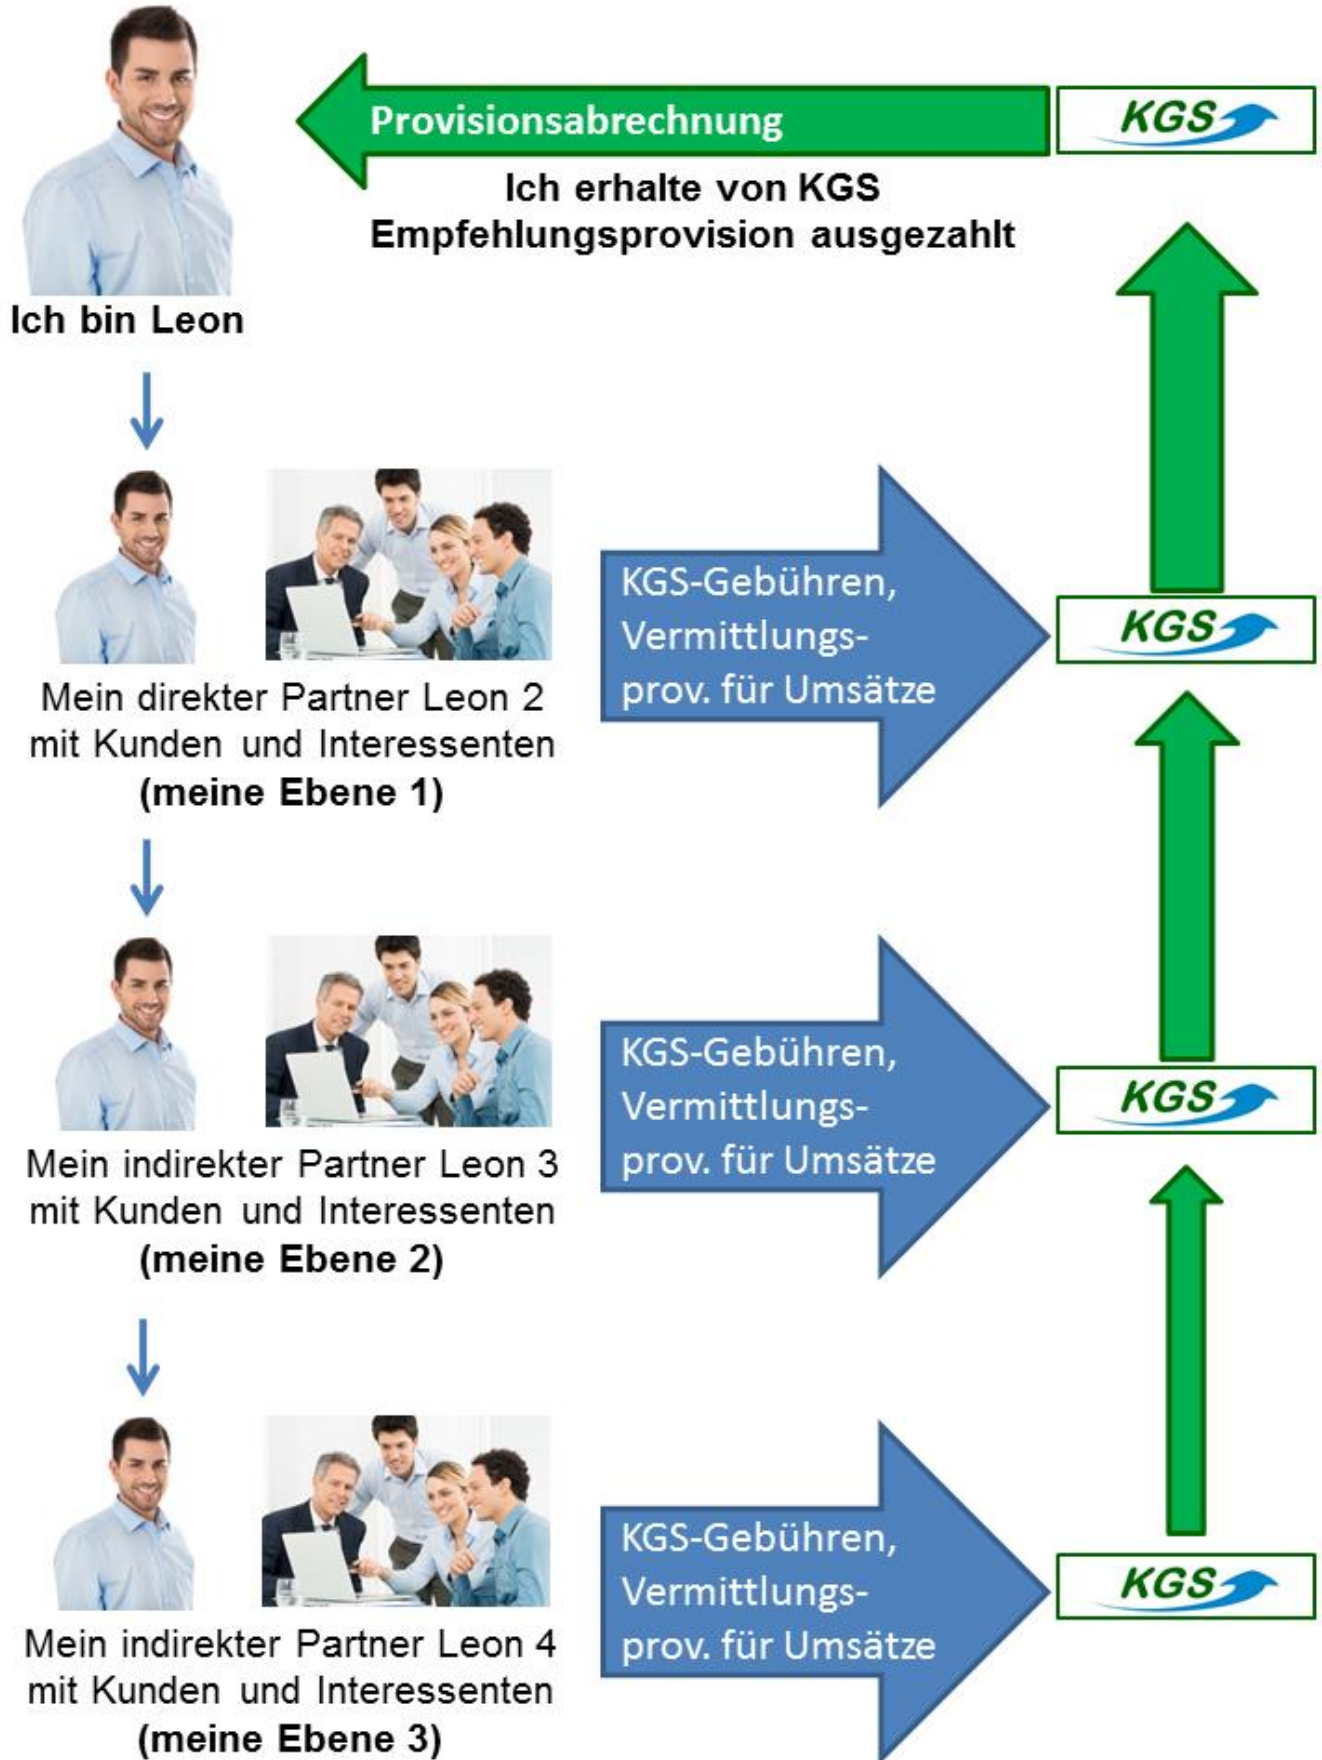 Provisionsabrechnung
KGS
Ich erhalte von KGS
Empfehlungsprovision ausgezahlt
Ich bin Leon
KGS-Gebühren,
Vermittlungs-
prov. für Umsätze
KGS
Mein direkter Partner Leon 2
mit Kunden und Interessenten
(meine Ebene 1)
KGS-Gebühren,
Vermittlungs-
prov. für Umsätze
KGS
Mein indirekter Partner Leon 3
mit Kunden und Interessenten
(meine Ebene 2)
KGS-Gebühren,
Vermittlungs-
prov. für Umsätze
KGS
Mein indirekter Partner Leon 4
mit Kunden und Interessenten
(meine Ebene 3)